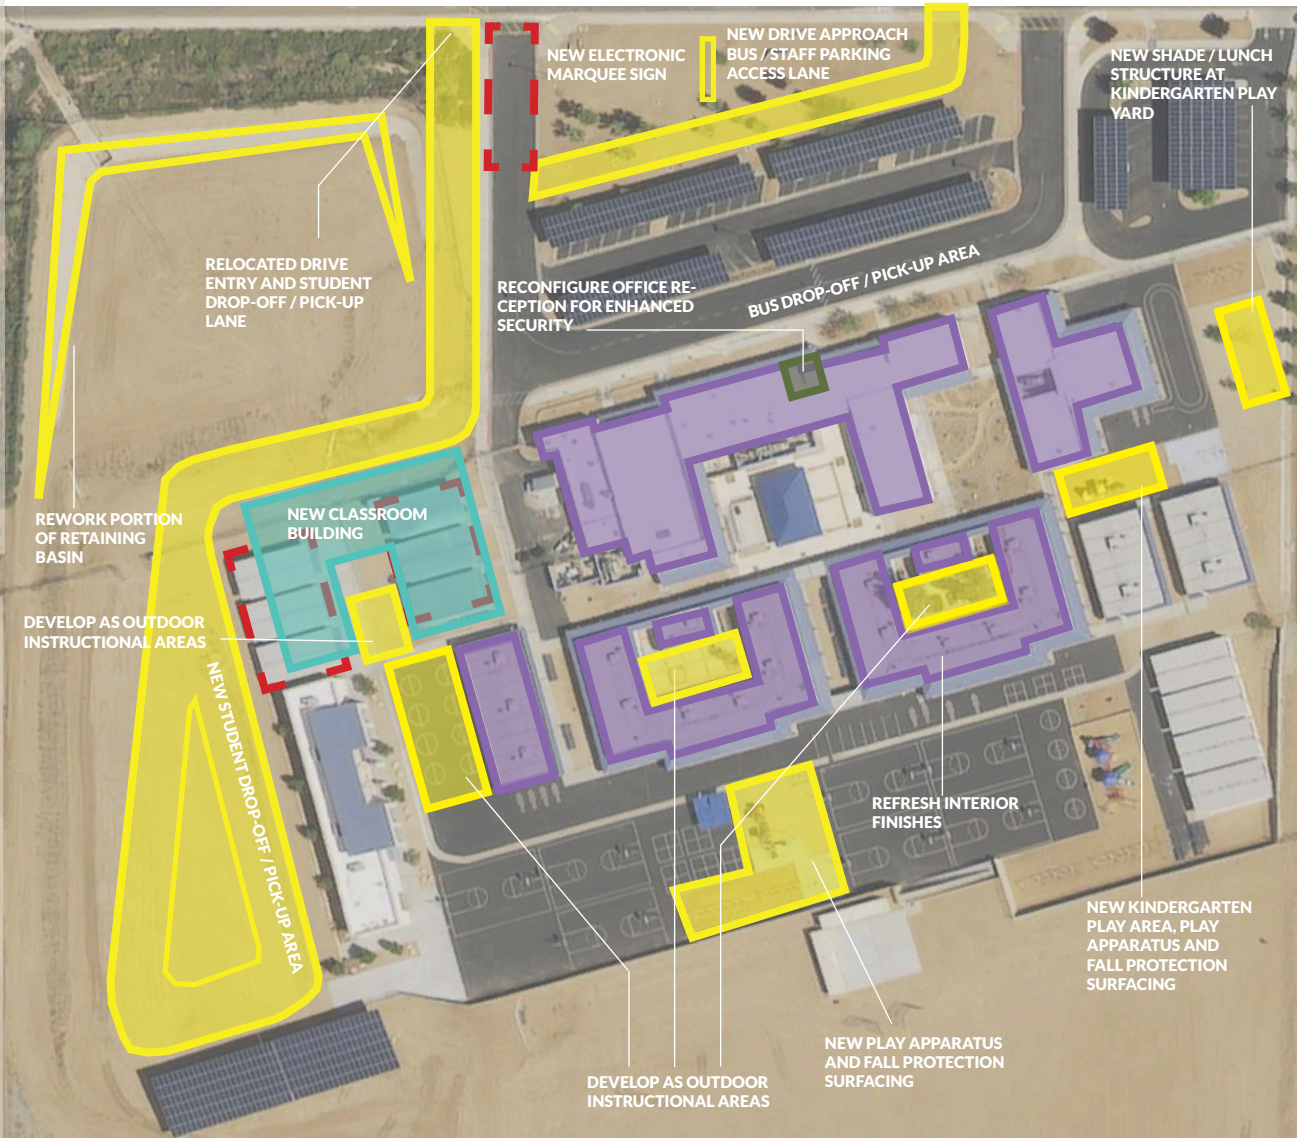 NEW ELECTRONIC
MARQUEE SIGN
NEW DRIVE APPROACH
BUS / STAFF PARKING
ACCESS LANE
NEW SHADE / LUNCH
STRUCTURE AT
KINDERGARTEN PLAY
YARD
RELOCATED DRIVE
ENTRY AND STUDENT
DROP-OFF / PICK-UP
LANE
RECONFIGURE OFFICE RE-
CEPTION FOR ENHANCED
SECURITY
BUS DROP-OFF / PICK-UP AREA
REWORK PORTION
OF RETAINING
BASIN
NEW CLASSROOM
BUILDING
DEVELOP AS OUTDOOR
INSTRUCTIONAL AREAS
NEW STUDENT DROP-OFF / PICK-UP AREA
REFRESH INTERIOR
FINISHES
NEW KINDERGARTEN
PLAY AREA, PLAY
APPARATUS AND
FALL PROTECTION
SURFACING
NEW PLAY APPARATUS
AND FALL PROTECTION
SURFACING
DEVELOP AS OUTDOOR
INSTRUCTIONAL AREAS